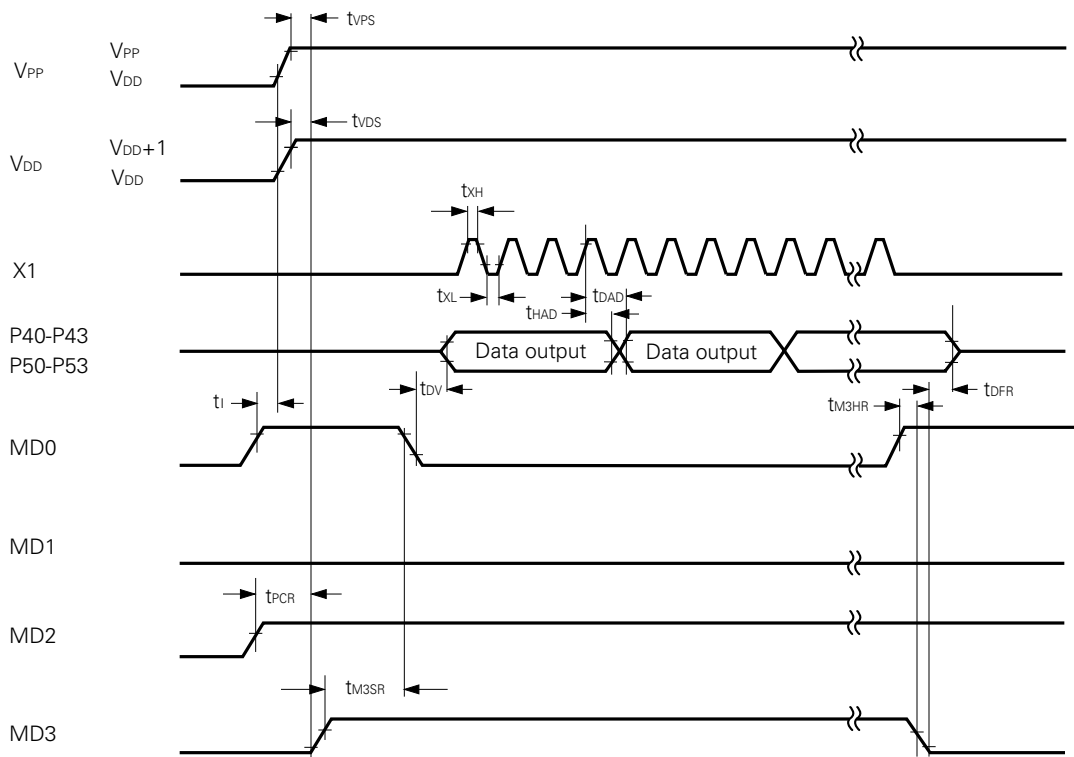 tVPS
VPP
VPP
VDD
tVDS
VDD
VDD+1
VDD
tXH
X1
tXL
tDAD
tHAD
P40-P43
P50-P53
Data output
Data output
tI
tDV
tM3HR
tDFR
MD0
MD1
tPCR
MD2
tM3SR
MD3